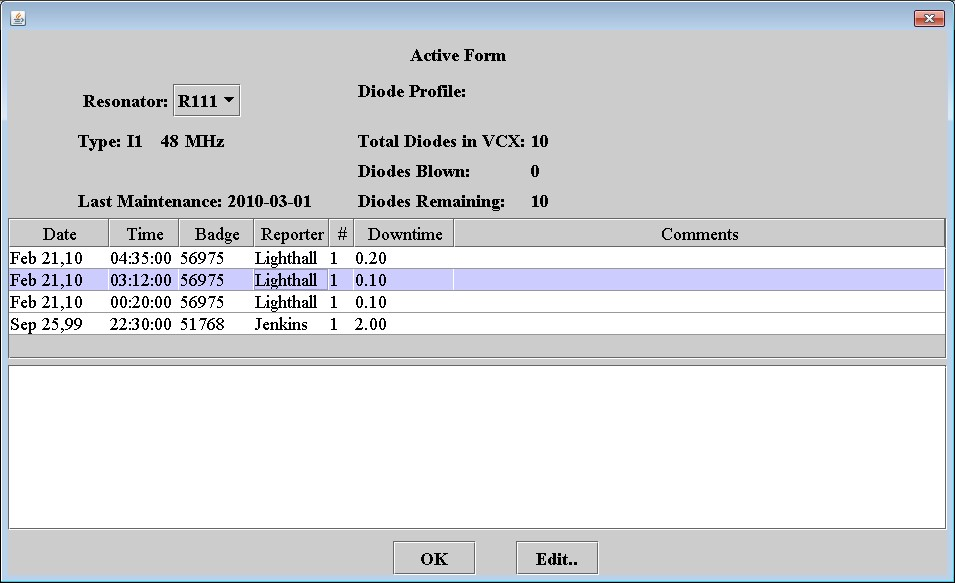 Active Form
Resonator: R111
Diode Profile:
Type: I1 48 MHz
Total Diodes in VCX: 10
Diodes Blown: 0
Last Maintenance: 2010-03-01
Diodes Remaining: 10
Date Time Badge Reporter # Downtime Comments
Feb 21,10 04:35:00 56975 Lighthall 1 0.20
Feb 21,10 03:12:00 56975 Lighthall 1 0.10
Feb 21,10 00:20:00 56975 Lighthall 1 0.10
Sep 25,99 22:30:00 51768 Jenkins 1 2.00
OK Edit..